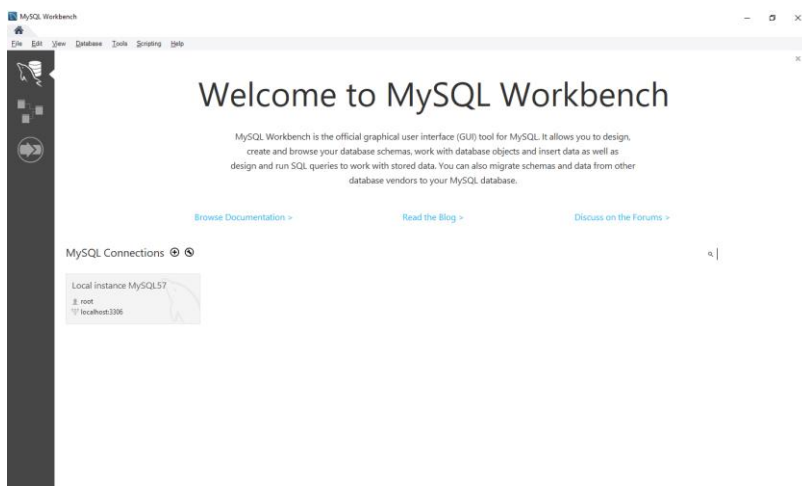 MySQL Workbench
File Edit View Database Tools Scripting Help
Welcome to MySQL Workbench
MySQL Workbench is the official graphical user interface (GUI) tool for MySQL. It allows you to design,
create and browse your database schemas, work with database objects and insert data as well as
design and run SQL queries to work with stored data. You can also migrate schemas and data from other
database vendors to your MySQL database.
Browse Documentation > Read the Blog > Discuss on the Forums >
MySQL Connections
Local instance MySQL57
root
localhost:3306